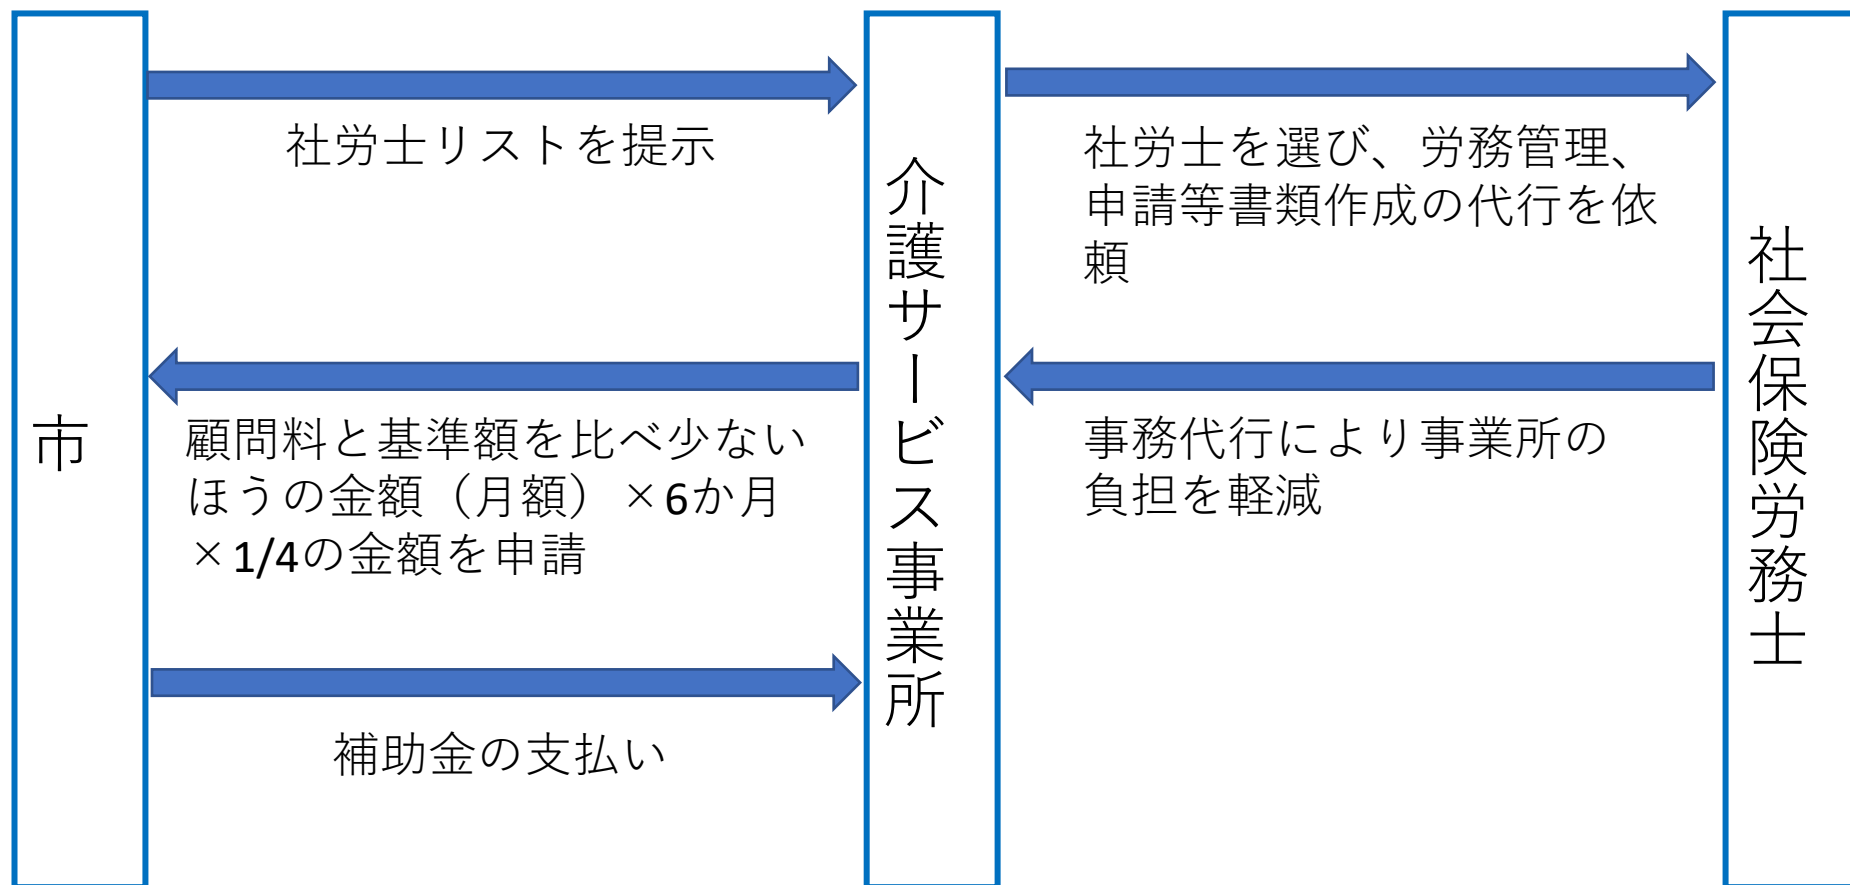 市
社労士リストを提示
顧問料と基準額を比べ少ない
ほうの金額（月額）×6か月
×1/4の金額を申請
補助金の支払い
介護サービス事業所
社労士を選び、労務管理、
申請等書類作成の代行を依
頼
事務代行により事業所の
負担を軽減
社会保険労務士